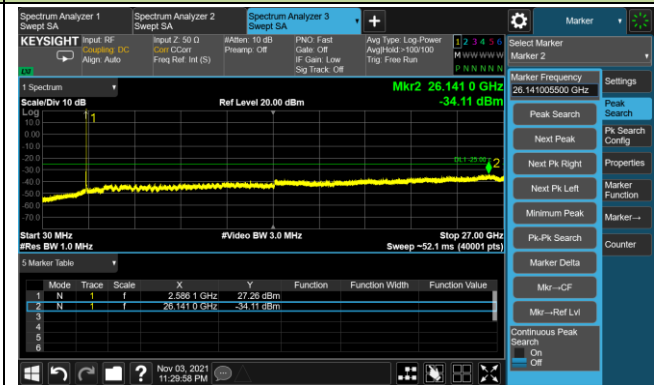 Spectrum Analyzer 1
Swept SA
Spectrum Analyzer 2
Swept SA
Spectrum Analyzer 3
Swept SA
Marker
KEYSIGHT
Input: RF
Coupling: DC
Align: Auto
Input Z: 50 Ω
Corr CCorr
Freq Ref: Int (S)
#Atten: 10 dB
Preamp: Off
PNO: Fast
Gate: Off
IF Gain: Low
Sig Track: Off
Avg Type: Log-Power
Avg|Hold:>100/100
Trig: Free Run
1 2 3 4 5 6
M W W W W W
P N N N N N
Select Marker
Marker 2
1 Spectrum
Mkr2 26.141 0 GHz
-34.11 dBm
Scale/Div 10 dB
Ref Level 20.00 dBm
Log
10.0
0.00
-10.0
-20.0
-30.0
-40.0
-50.0
-60.0
-70.0
1
DL1 -25.00
2
Start 30 MHz
#Video BW 3.0 MHz
Stop 27.00 GHz
#Res BW 1.0 MHz
Sweep ~52.1 ms (40001 pts)
5 Marker Table
Mode Trace Scale X Y Function Function Width Function Value
1 N 1 f 2.586 1 GHz 27.26 dBm
2 N 1 f 26.141 0 GHz -34.11 dBm
3
4
5
6
Marker Frequency
26.141005500 GHz
Peak Search
Next Peak
Next Pk Right
Next Pk Left
Minimum Peak
Pk-Pk Search
Marker Delta
Mkr→CF
Mkr→Ref Lvl
Continuous Peak
Search
On
Off
Settings
Peak
Search
Pk Search
Config
Properties
Marker
Function
Marker→
Counter
?
Nov 03, 2021
11:29:58 PM